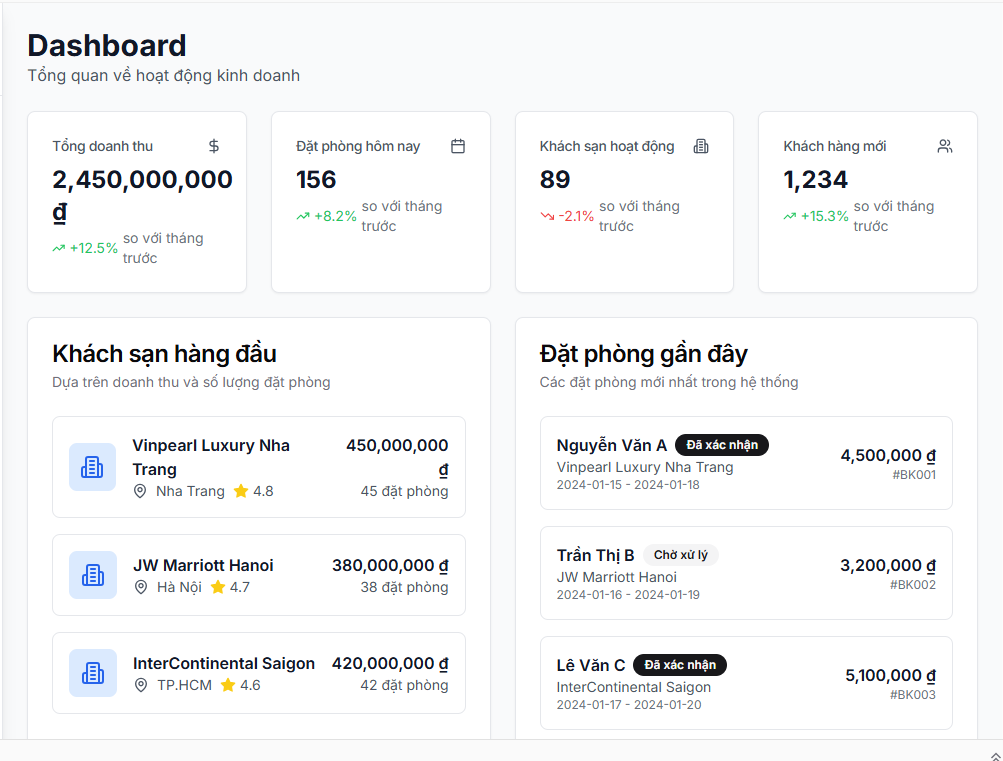 Dashboard
Tổng quan về hoạt động kinh doanh
Tổng doanh thu
2,450,000,000
₫
+12.5% so với tháng
trước
Đặt phòng hôm nay
156
+8.2% so với tháng
trước
Khách sạn hoạt động
89
-2.1% so với tháng
trước
Khách hàng mới
1,234
+15.3% so với tháng
trước
Khách sạn hàng đầu
Dựa trên doanh thu và số lượng đặt phòng
Vinpearl Luxury Nha
Trang
450,000,000
₫
Nha Trang 4.8
45 đặt phòng
JW Marriott Hanoi
380,000,000 ₫
Hà Nội 4.7
38 đặt phòng
InterContinental Saigon
420,000,000 ₫
TP.HCM 4.6
42 đặt phòng
Đặt phòng gần đây
Các đặt phòng mới nhất trong hệ thống
Nguyễn Văn A Đã xác nhận
Vinpearl Luxury Nha Trang
2024-01-15 - 2024-01-18
4,500,000 ₫
#BK001
Trần Thị B Chờ xử lý
JW Marriott Hanoi
2024-01-16 - 2024-01-19
3,200,000 ₫
#BK002
Lê Văn C Đã xác nhận
InterContinental Saigon
2024-01-17 - 2024-01-20
5,100,000 ₫
#BK003